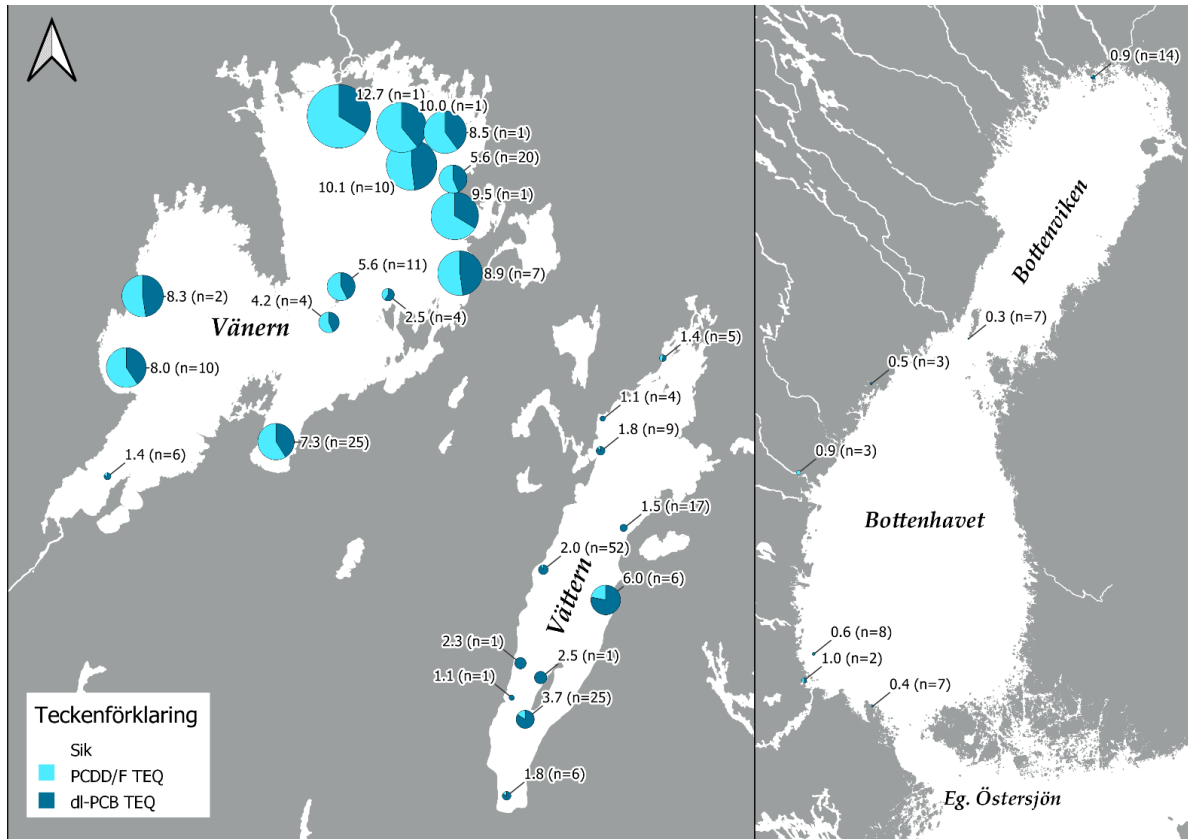 12.7 (n=1)
10.0 (n=1)
8.5 (n=1)
5.6 (n=20)
10.1 (n=10)
9.5 (n=1)
8.9 (n=7)
5.6 (n=11)
8.3 (n=2)
4.2 (n=4)
2.5 (n=4)
Vänern
8.0 (n=10)
7.3 (n=25)
1.4 (n=6)
1.4 (n=5)
1.1 (n=4)
1.8 (n=9)
1.5 (n=17)
2.0 (n=52)
6.0 (n=6)
Vättern
2.3 (n=1)
2.5 (n=1)
1.1 (n=1)
3.7 (n=25)
1.8 (n=6)
Teckenförklaring
Sik
PCDD/F TEQ
dl-PCB TEQ
0.9 (n=14)
Bottenviken
0.3 (n=7)
0.5 (n=3)
0.9 (n=3)
Bottenhavet
0.6 (n=8)
1.0 (n=2)
0.4 (n=7)
Eg. Östersjön